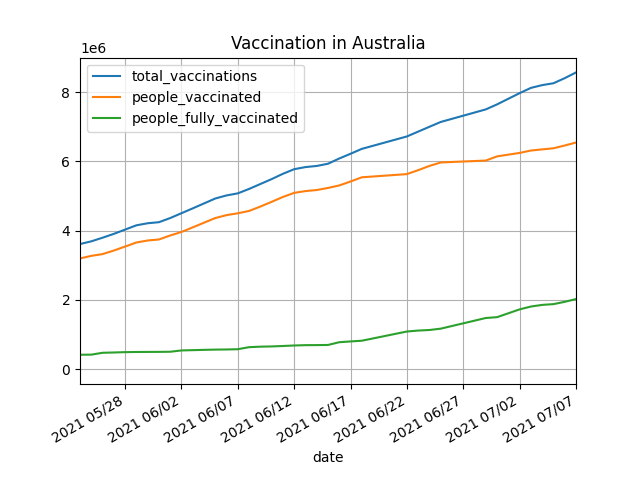 Vaccination in Australia
1e6
total_vaccinations
people_vaccinated
people_fully_vaccinated
8
6
4
2
0
2021 05/28
2021 06/02
2021 06/07
2021 06/12
2021 06/17
2021 06/22
2021 06/27
2021 07/02
2021 07/07
date